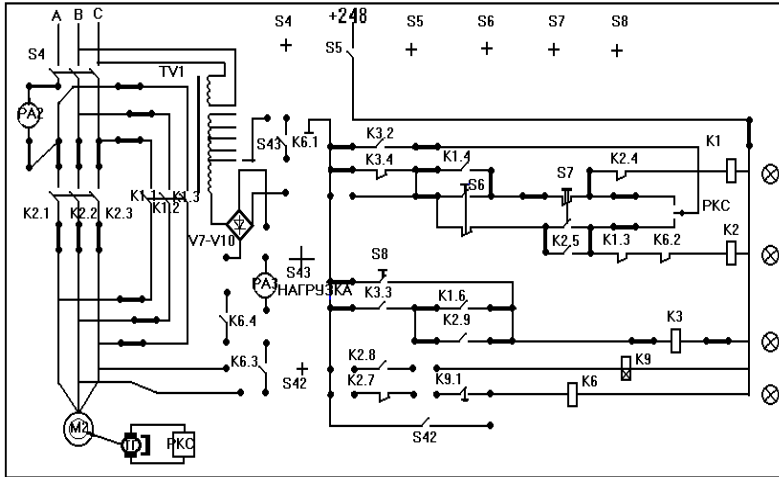 A B C
S4
+248
S5
S6
S7
S8
S4
S5
TV1
PA2
S43
K6.1
K3.2
K1
K3.4
K1.4
S7
K2.4
S6
K1.1
K1.3
K1.2
K2.1
K2.2
K2.3
РКС
V7-V10
K2.5
K1.3
K6.2
K2
S43
S8
PA3
НАГРУЗКА
K3.3
K1.6
K6.4
K2.9
K3
K6.3
S42
K2.8
K9
K2.7
K9.1
K6
S42
M2
ТГ
РКС